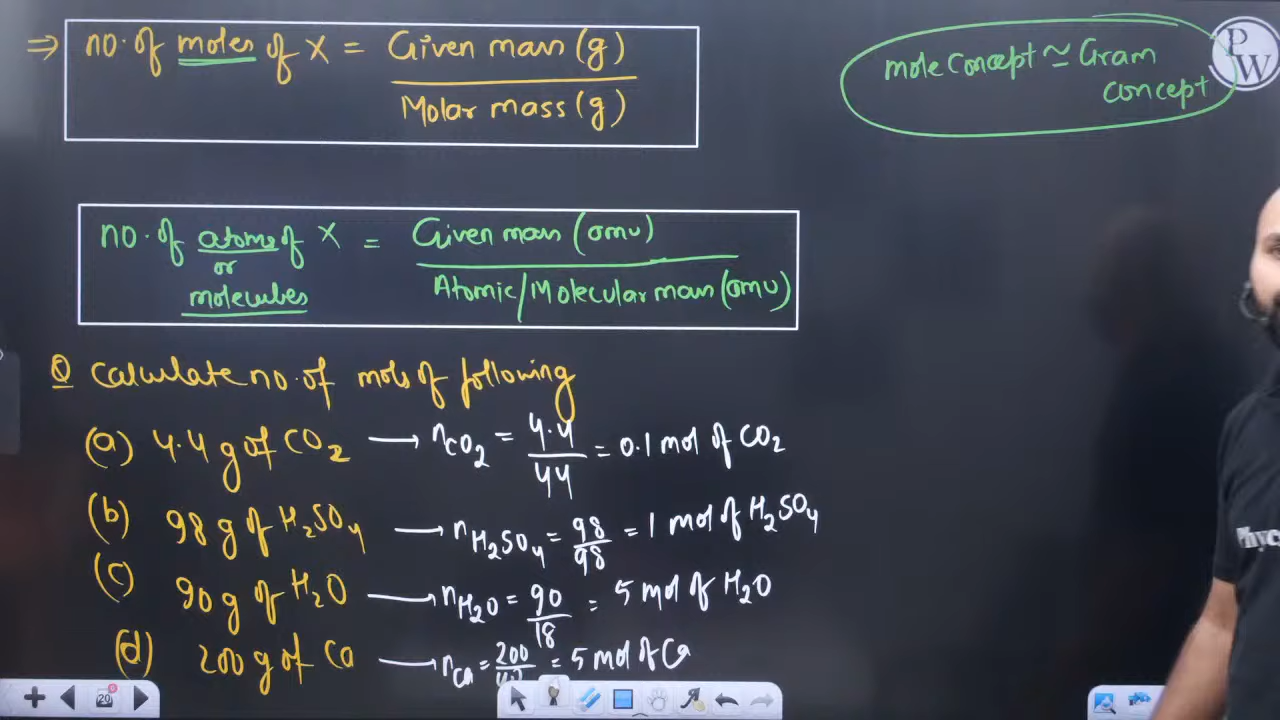 ⇒ no. of moles of X = Given mass (g) / Molar mass (g)
mole concept ≃ Gram concept
PW
no. of atoms or molecules of X = Given mass (amu) / Atomic/Molecular mass (amu)
Q Calculate no. of mols of following
(a) 4.4 g of CO₂ → nCO₂ = 4.4/44 = 0.1 mol of CO₂
(b) 98 g of H₂SO₄ → nH₂SO₄ = 98/98 = 1 mol of H₂SO₄
(c) 90 g of H₂O → nH₂O = 90/18 = 5 mol of H₂O
(d) 200 g of Ca → nCa = 200/ = 5 mol of Ca
20